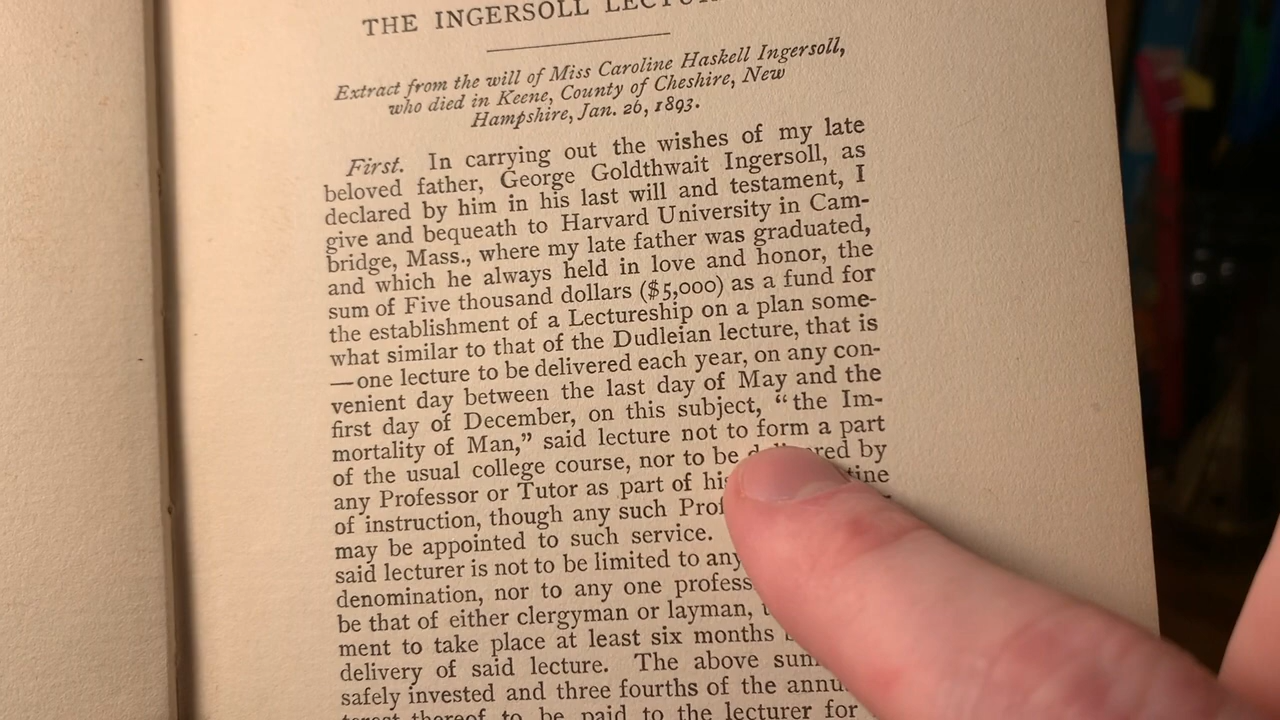 THE INGERSOLL
Extract from the will of Miss Caroline Haskell Ingersoll,
who died in Keene, County of Cheshire, New
Hampshire, Jan. 26, 1893.
First. In carrying out the wishes of my late
beloved father, George Goldthwait Ingersoll, as
declared by him in his last will and testament, I
give and bequeath to Harvard University in Cam-
bridge, Mass., where my late father was graduated,
and which he always held in love and honor, the
sum of Five thousand dollars ($5,000) as a fund for
the establishment of a Lectureship on a plan some-
what similar to that of the Dudleian lecture, that is
—one lecture to be delivered each year, on any con-
venient day between the last day of May and the
first day of December, on this subject, “the Im-
mortality of Man,” said lecture not to form a part
of the usual college course, nor to be by
any Professor or Tutor as part of
of instruction, though any such
may be appointed to such service.
said lecturer is not to be limited to any
denomination, nor to any one
be that of either clergyman or layman,
ment to take place at least six months
delivery of said lecture. The above
safely invested and three fourths of the
thereof to be paid to the lecturer for